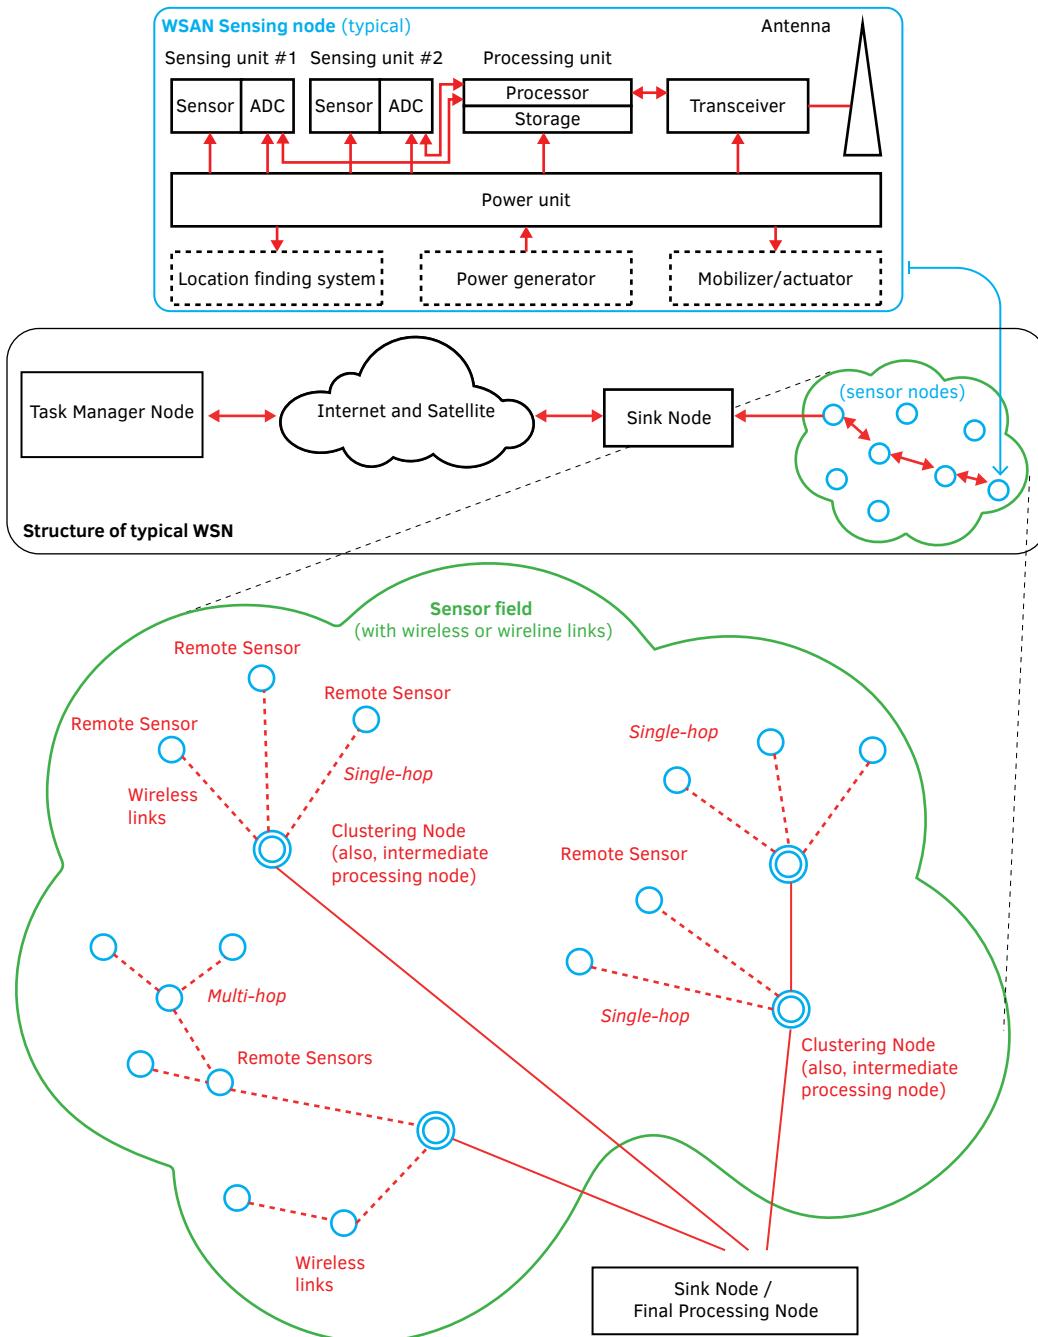 WSAN Sensing node (typical)
Antenna
Sensing unit #1
Sensing unit #2
Processing unit
Sensor
ADC
Sensor
ADC
Processor
Storage
Transceiver
Power unit
Location finding system
Power generator
Mobilizer/actuator
Task Manager Node
Internet and Satellite
Sink Node
(sensor nodes)
Structure of typical WSN
Sensor field
(with wireless or wireline links)
Remote Sensor
Remote Sensor
Remote Sensor
Single-hop
Wireless
links
Clustering Node
(also, intermediate
processing node)
Single-hop
Remote Sensor
Single-hop
Clustering Node
(also, intermediate
processing node)
Multi-hop
Remote Sensors
Wireless
links
Sink Node /
Final Processing Node